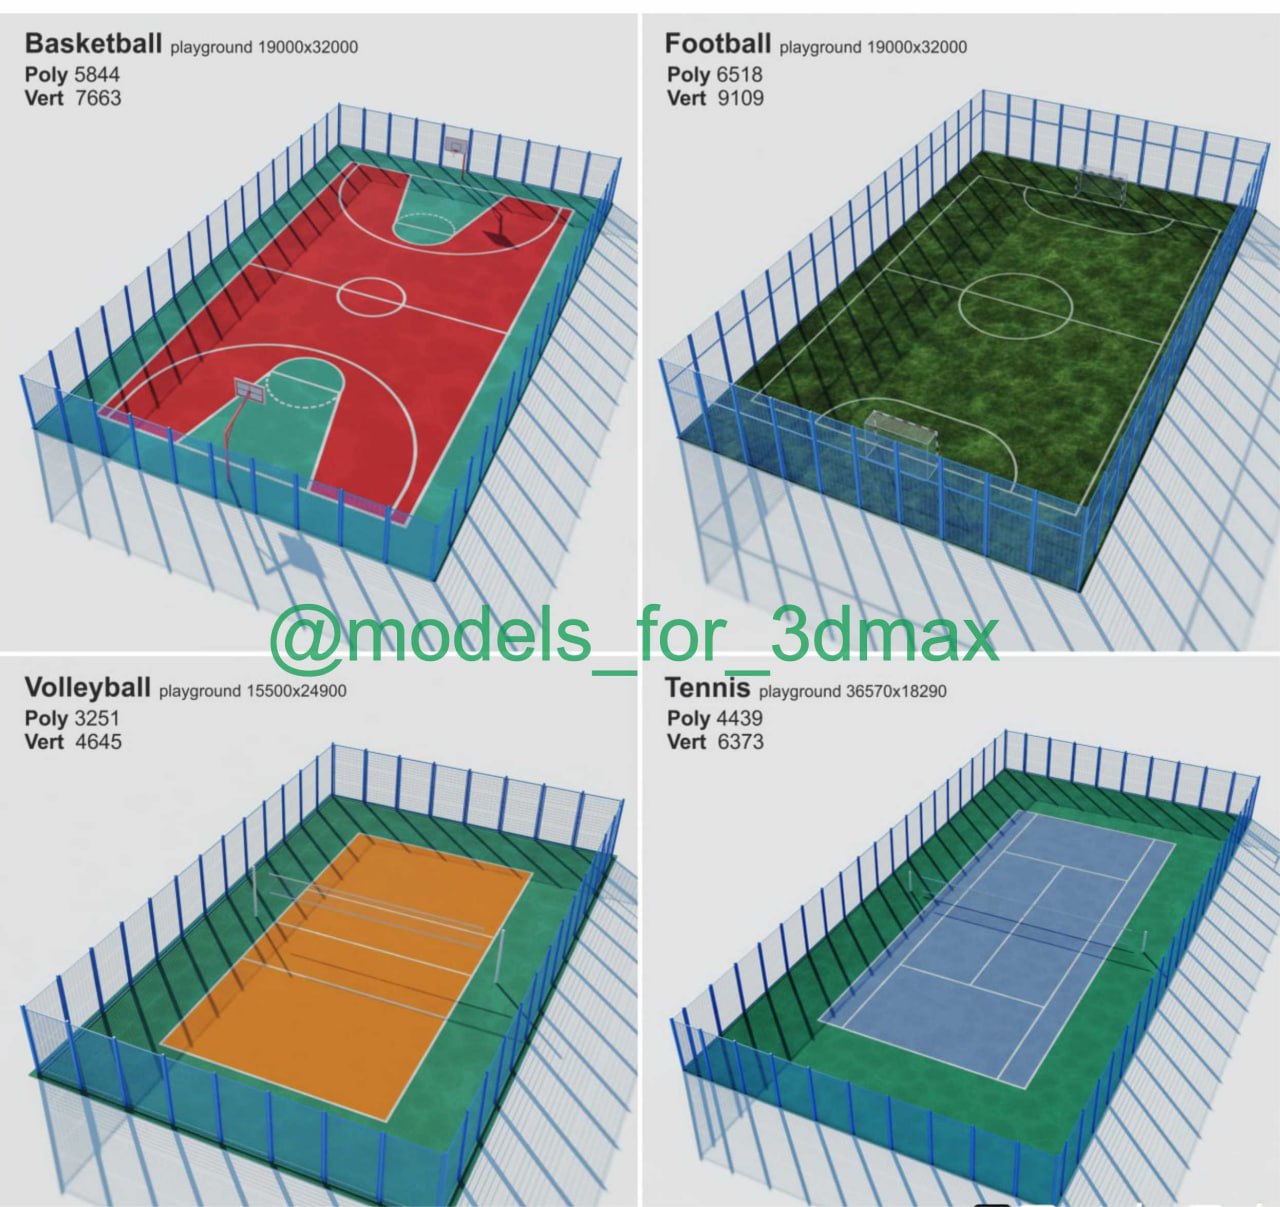 Basketball playground 19000x32000
Poly 5844
Vert 7663
Football playground 19000x32000
Poly 6518
Vert 9109
@models_for_3dmax
Volleyball playground 15500x24900
Poly 3251
Vert 4645
Tennis playground 36570x18290
Poly 4439
Vert 6373